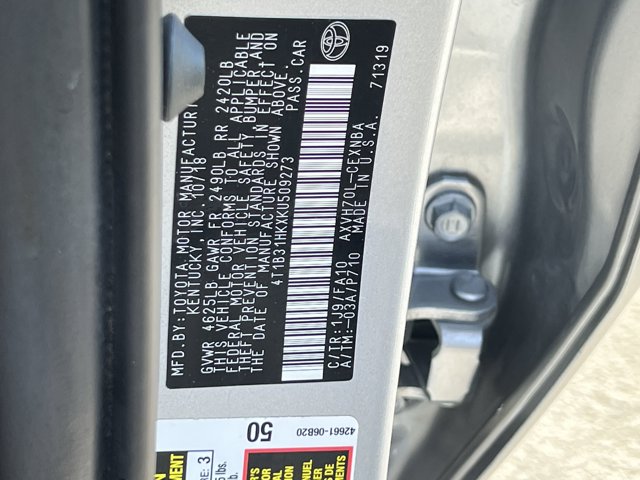 MFD.BY:TOYOTA MOTOR MANUFACTURI
KENTUCKY, INC. 10/18
GVWR 4625LB GAWR FR 2490LB RR 2420LB
THIS VEHICLE CONFORMS TO ALL APPLICABLE
FEDERAL MOTOR VEHICLE SAFETY, BUMPER AND
THEFT PREVENTION STANDARDS IN EFFECT ON
THE DATE OF MANUFACTURE SHOWN ABOVE.
4T1B31HKXKU509273 PASS.CAR
C/TR:1J9/FA10 AXVH70L-CEXNBA
A/TM:-03A/P710 MADE IN U.S.A. 71319
50
42661-06B20